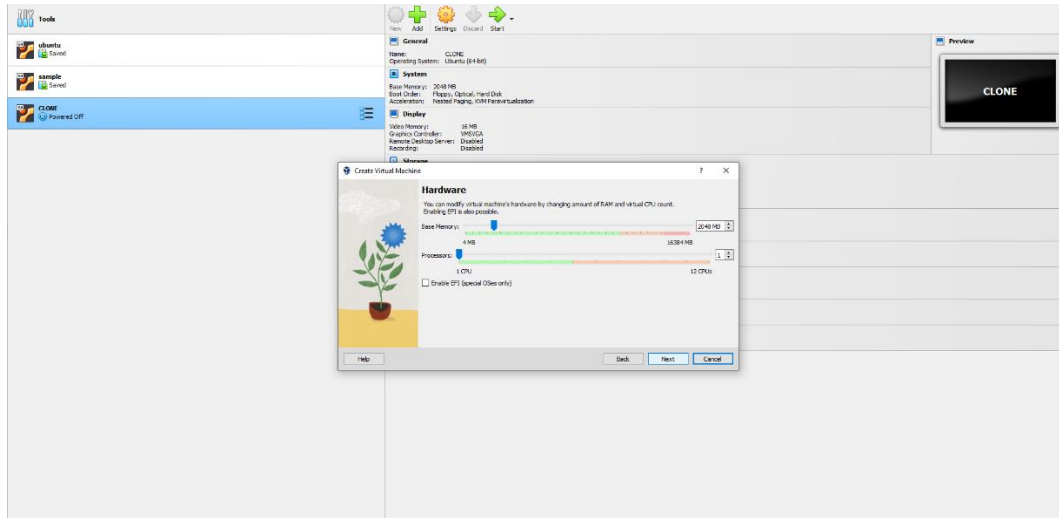 Tools
New Add Settings Discard Start
ubuntu
Saved
sample
Saved
CLONE
Powered Off
General
Name: CLONE
Operating System: Ubuntu (64-bit)
System
Base Memory: 2048 MB
Boot Order: Floppy, Optical, Hard Disk
Acceleration: Nested Paging, KVM Paravirtualization
Display
Video Memory: 16 MB
Graphics Controller: VMSVGA
Remote Desktop Server: Disabled
Recording: Disabled
Storage
Preview
CLONE
Create Virtual Machine ?
Hardware
You can modify virtual machine's hardware by changing amount of RAM and virtual CPU count.
Enabling EFI is also possible.
Base Memory: 2048 MB
4 MB 16384 MB
Processors: 1
1 CPU 12 CPUs
Enable EFI (special OSes only)
Help Back Next Cancel